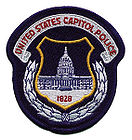 UNITED STATES CAPITOL POLICE
1828